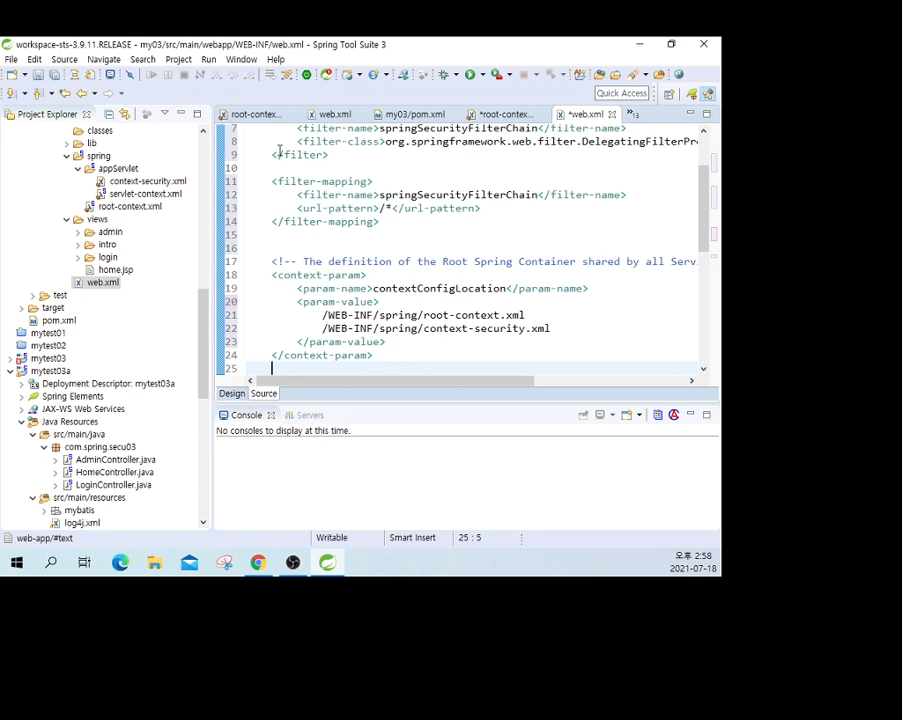 workspace-sts-3.9.11.RELEASE - my03/src/main/webapp/WEB-INF/web.xml - Spring Tool Suite 3
File Edit Source Navigate Search Project Run Window Help
Quick Access
Project Explorer
root-contex...
web.xml
my03/pom.xml
*root-contex...
*web.xml
»13
classes
lib
spring
appServlet
context-security.xml
servlet-context.xml
root-context.xml
views
admin
intro
login
home.jsp
web.xml
test
target
pom.xml
mytest01
mytest02
mytest03
mytest03a
Deployment Descriptor: mytest03a
Spring Elements
JAX-WS Web Services
Java Resources
src/main/java
com.spring.secu03
AdminController.java
HomeController.java
LoginController.java
src/main/resources
mybatis
log4j.xml
7 <filter-name>springSecurityFilterChain</filter-name>
8 <filter-class>org.springframework.web.filter.DelegatingFilterPr
9 </filter>
10
11 <filter-mapping>
12 <filter-name>springSecurityFilterChain</filter-name>
13 <url-pattern>/*</url-pattern>
14 </filter-mapping>
15
16
17 <!-- The definition of the Root Spring Container shared by all Serv
18 <context-param>
19 <param-name>contextConfigLocation</param-name>
20 <param-value>
21 /WEB-INF/spring/root-context.xml
22 /WEB-INF/spring/context-security.xml
23 </param-value>
24 </context-param>
25
Design Source
Console
Servers
No consoles to display at this time.
web-app/#text
Writable
Smart Insert
25 : 5
오후 2:58
2021-07-18